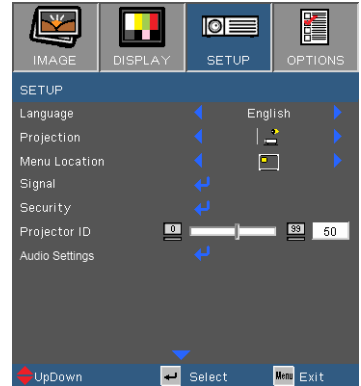 IMAGE DISPLAY SETUP OPTIONS
SETUP
Language English
Projection
Menu Location
Signal
Security
Projector ID 0 99 50
Audio Settings
UpDown Select Menu Exit